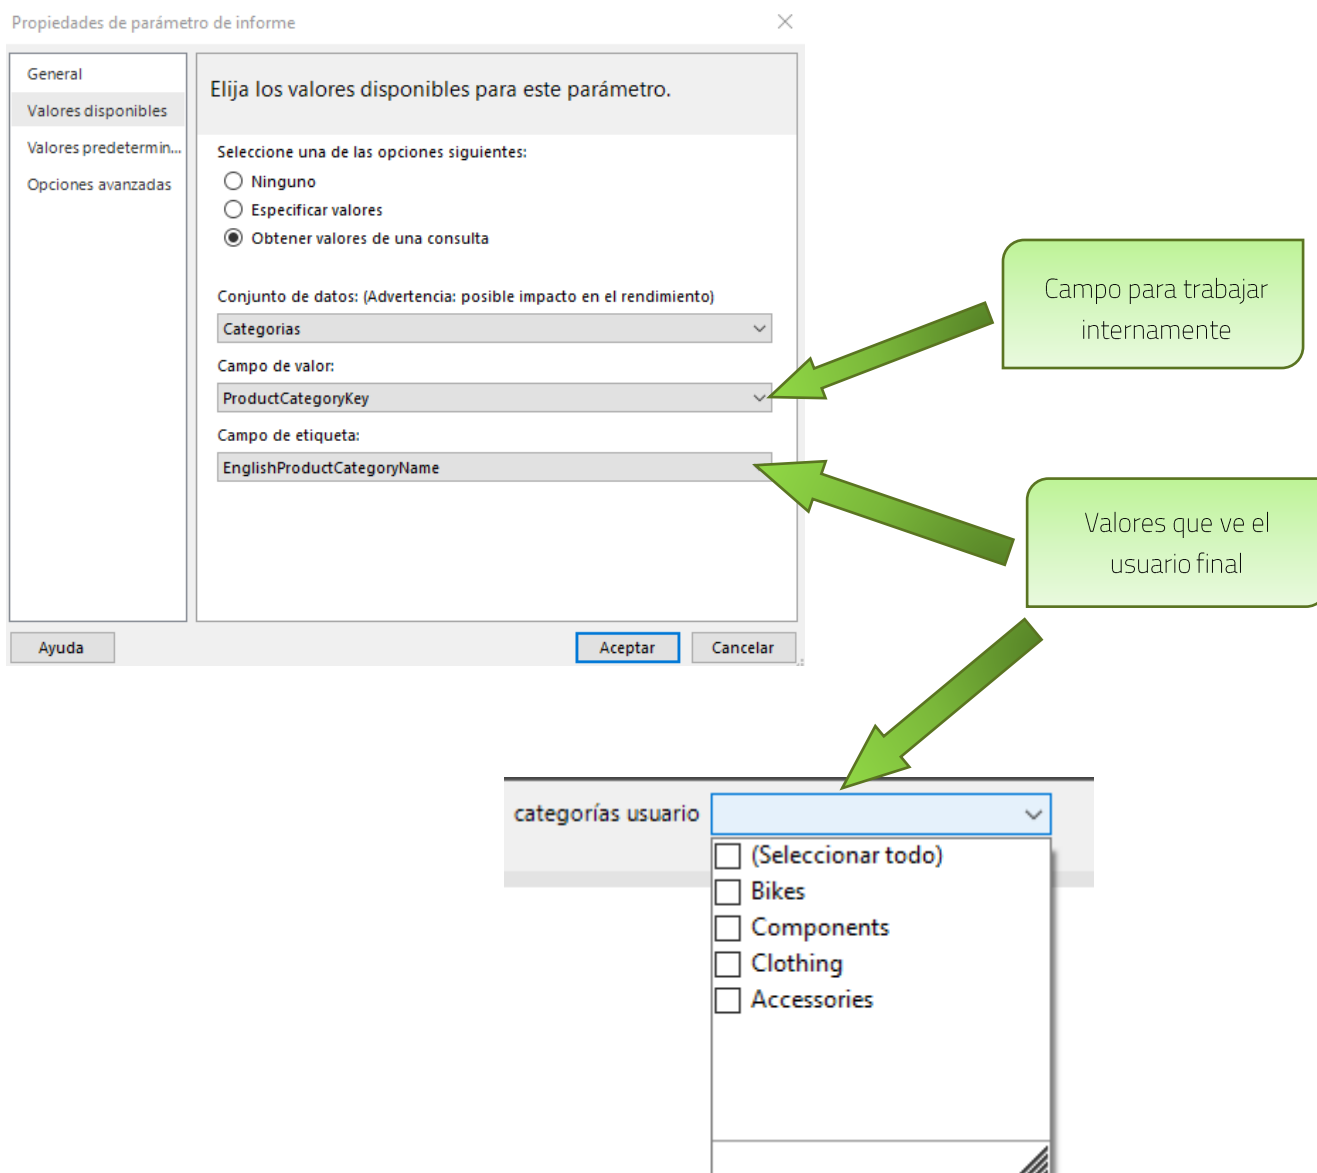 Propiedades de parámetro de informe
General
Valores disponibles
Valores predetermin...
Opciones avanzadas
Elija los valores disponibles para este parámetro.
Seleccione una de las opciones siguientes:
Ninguno
Especificar valores
Obtener valores de una consulta
Conjunto de datos: (Advertencia: posible impacto en el rendimiento)
Categorias
Campo de valor:
ProductCategoryKey
Campo de etiqueta:
EnglishProductCategoryName
Ayuda
Aceptar
Cancelar
Campo para trabajar
internamente
Valores que ve el
usuario final
categorías usuario
(Seleccionar todo)
Bikes
Components
Clothing
Accessories